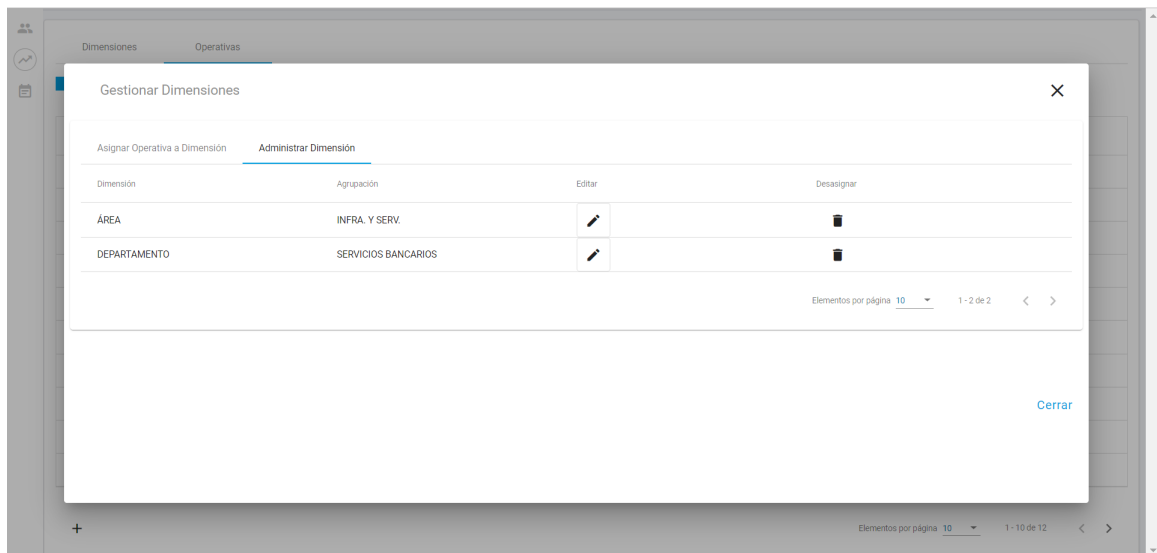 Dimensiones Operativas
Gestionar Dimensiones
Asignar Operativa a Dimensión Administrar Dimensión
Dimensión Agrupación Editar Desasignar
ÁREA INFRA. Y SERV.
DEPARTAMENTO SERVICIOS BANCARIOS
Elementos por página 10 1 - 2 de 2
Cerrar
Elementos por página 10 1 - 10 de 12